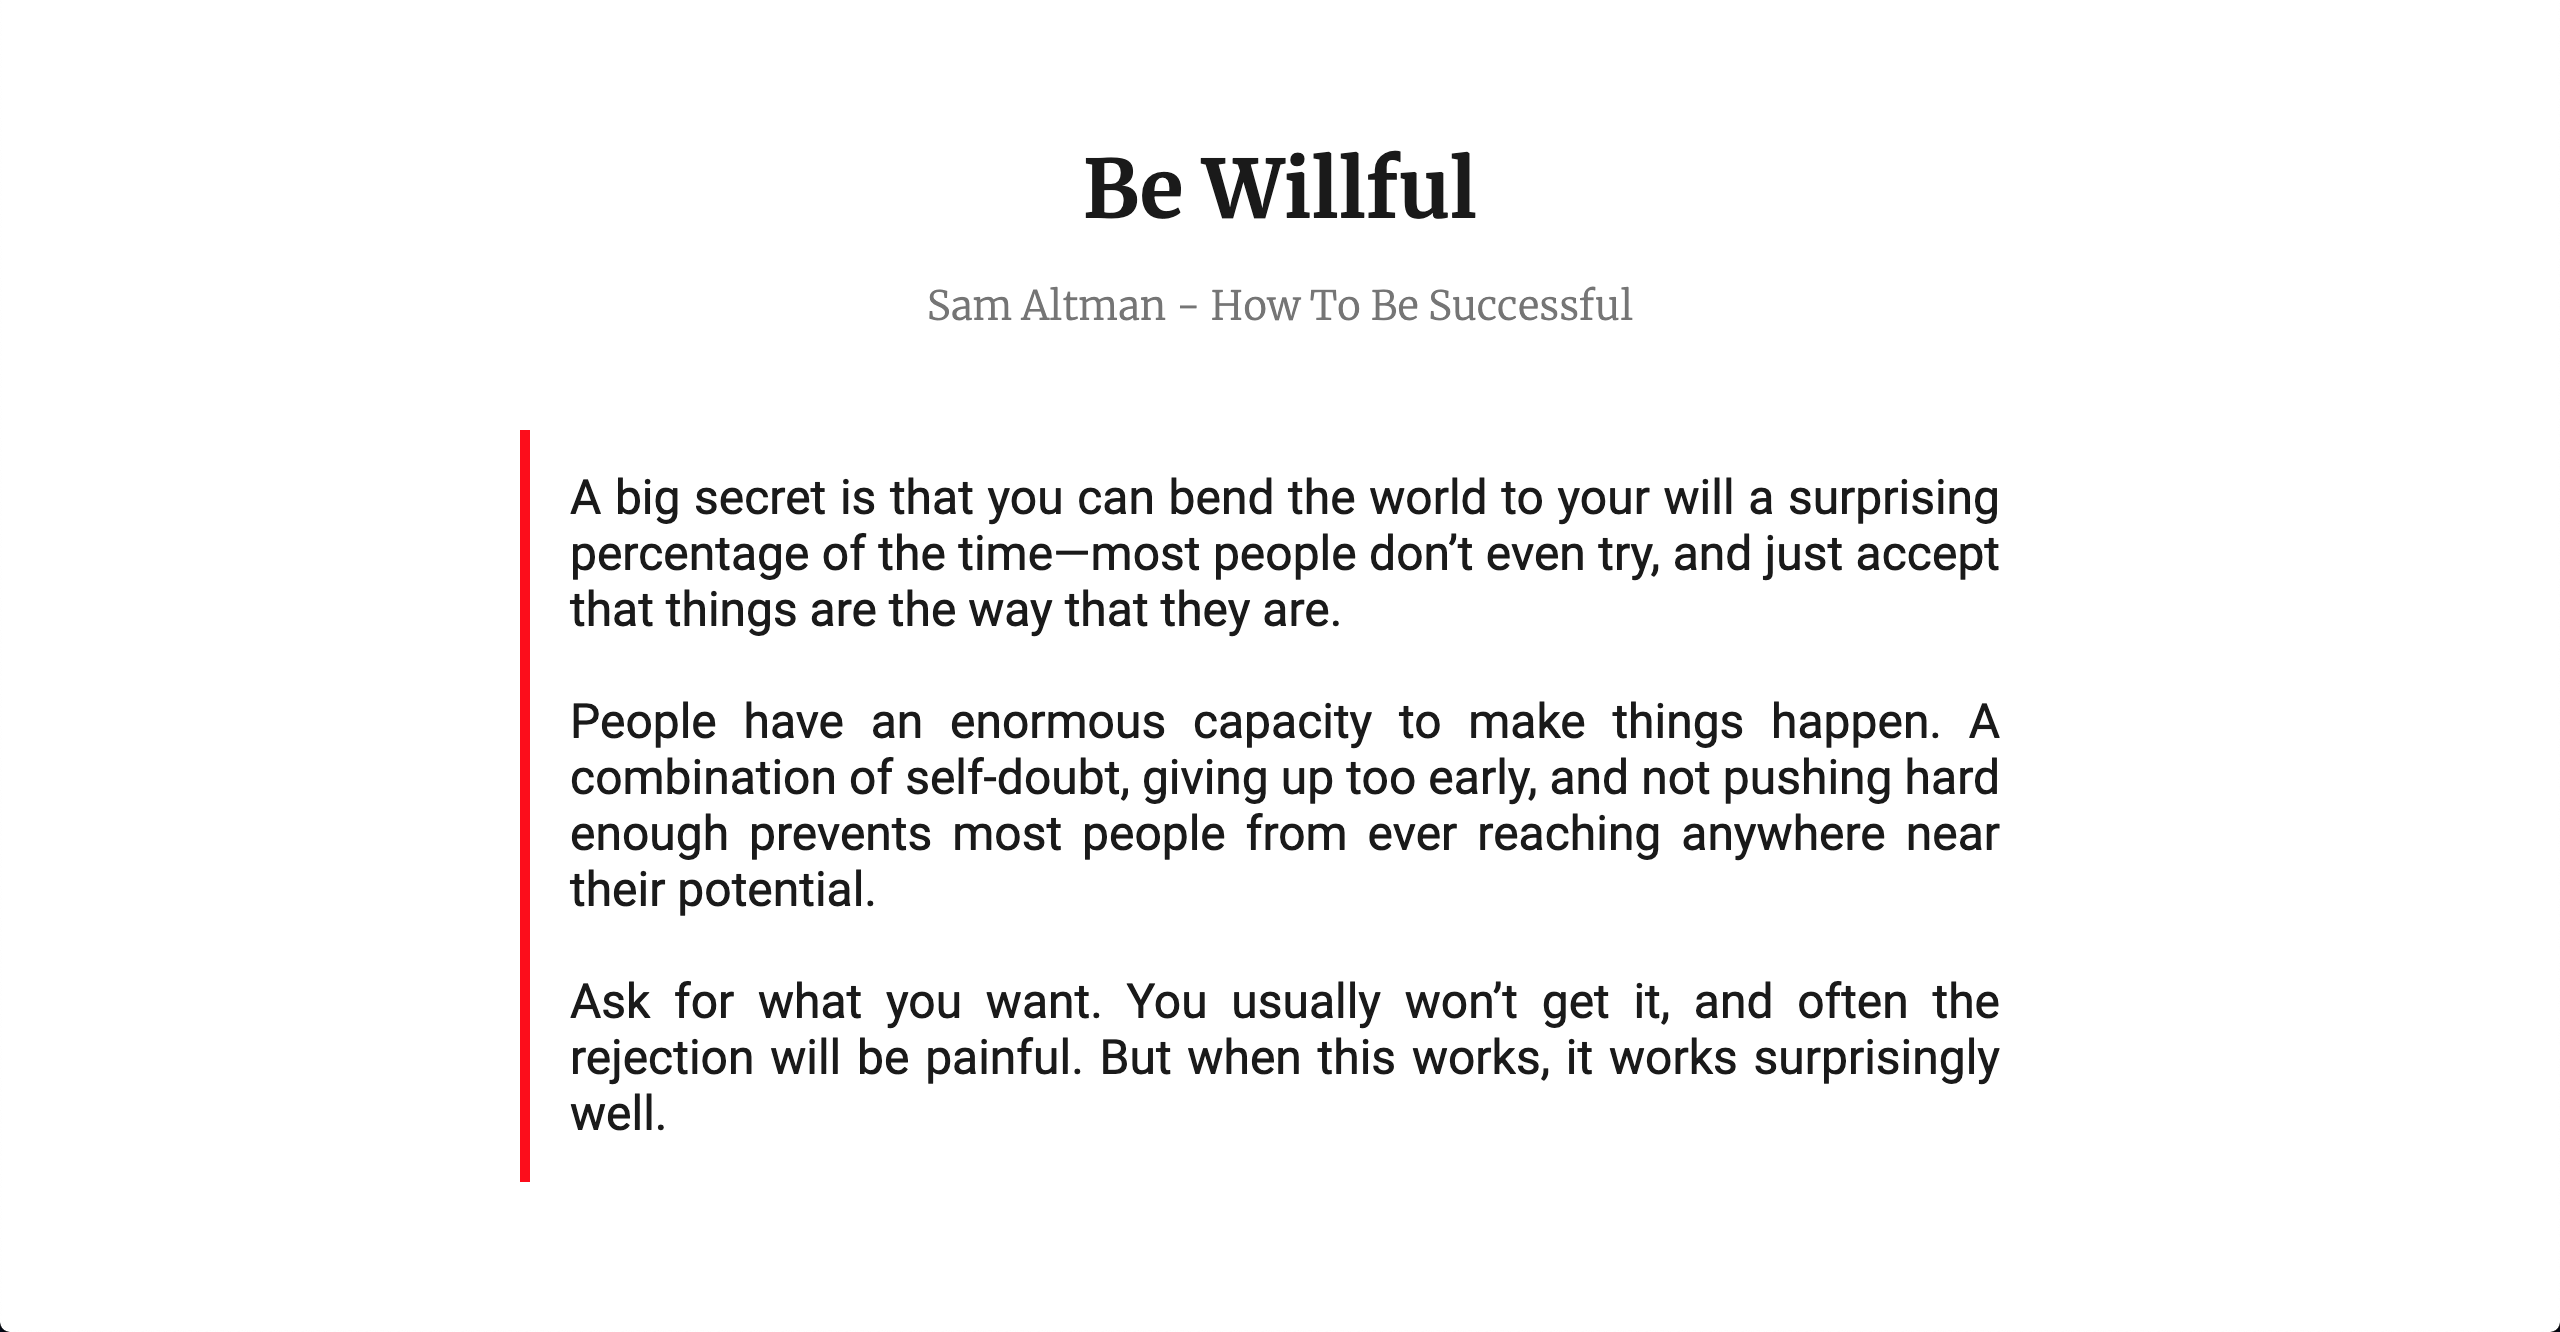 Be Willful
Sam Altman - How To Be Successful
A big secret is that you can bend the world to your will a surprising
percentage of the time—most people don’t even try, and just accept
that things are the way that they are.
People have an enormous capacity to make things happen. A
combination of self-doubt, giving up too early, and not pushing hard
enough prevents most people from ever reaching anywhere near
their potential.
Ask for what you want. You usually won’t get it, and often the
rejection will be painful. But when this works, it works surprisingly
well.